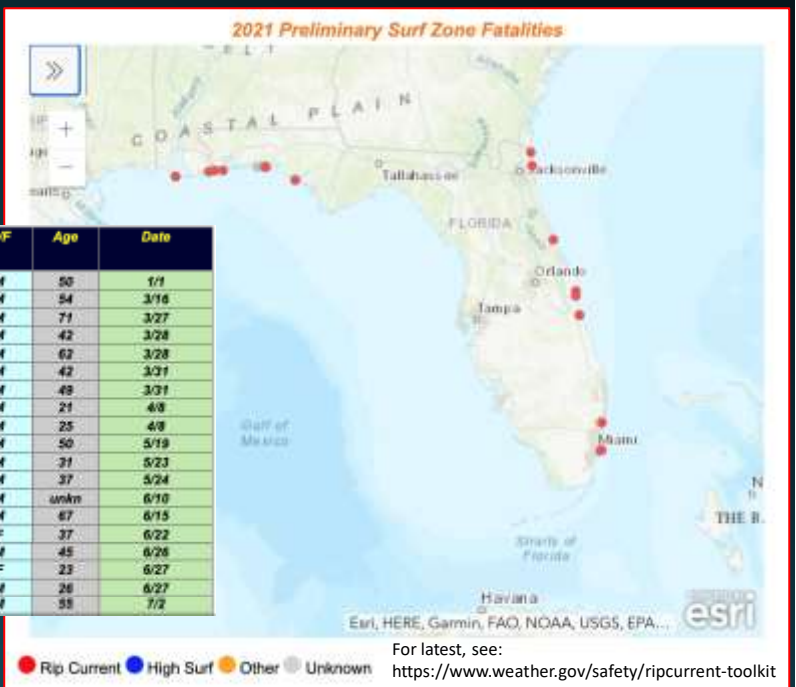 2021 Preliminary Surf Zone Fatalities
COASTAL PLAIN
Tallahassee
Jacksonville
FLORIDA
Orlando
Tampa
Gulf of
Mexico
Miami
THE B
Straits of
Florida
Havana
Esri, HERE, Garmin, FAO, NOAA, USGS, EPA...
esri
Age Date
50 1/1
54 3/16
71 3/27
42 3/28
62 3/28
42 3/31
49 3/31
21 4/8
25 4/8
50 5/19
31 5/23
37 5/24
unkn 6/10
67 6/15
37 6/22
45 6/26
23 6/27
26 6/27
55 7/2
Rip Current High Surf Other Unknown
For latest, see:
https://www.weather.gov/safety/ripcurrent-toolkit